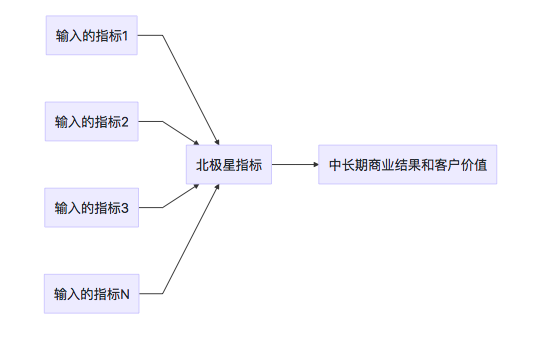 输入的指标1
输入的指标2
北极星指标
中长期商业结果和客户价值
输入的指标3
输入的指标N